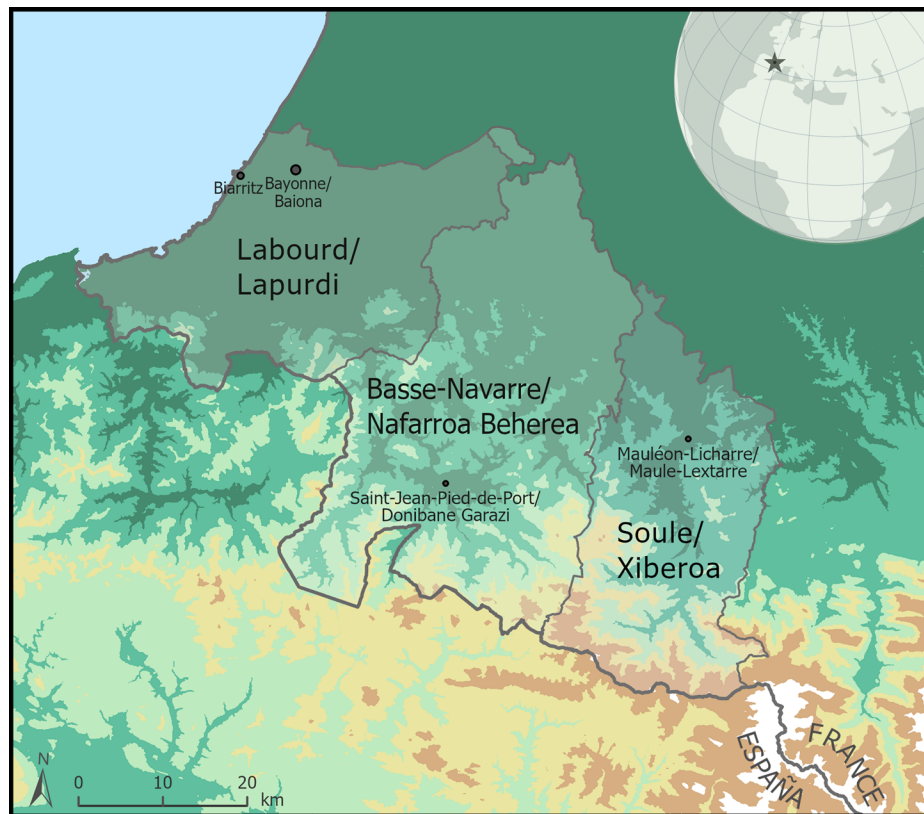 Biarritz
Bayonne/
Baiona
Labourd/
Lapurdi
Basse-Navarre/
Nafarroa Beherea
Mauléon-Licharre/
Maule-Lextarre
Saint-Jean-Pied-de-Port/
Donibane Garazi
Soule/
Xiberoa
FRANCE
ESPAÑA
N
0 10 20
km